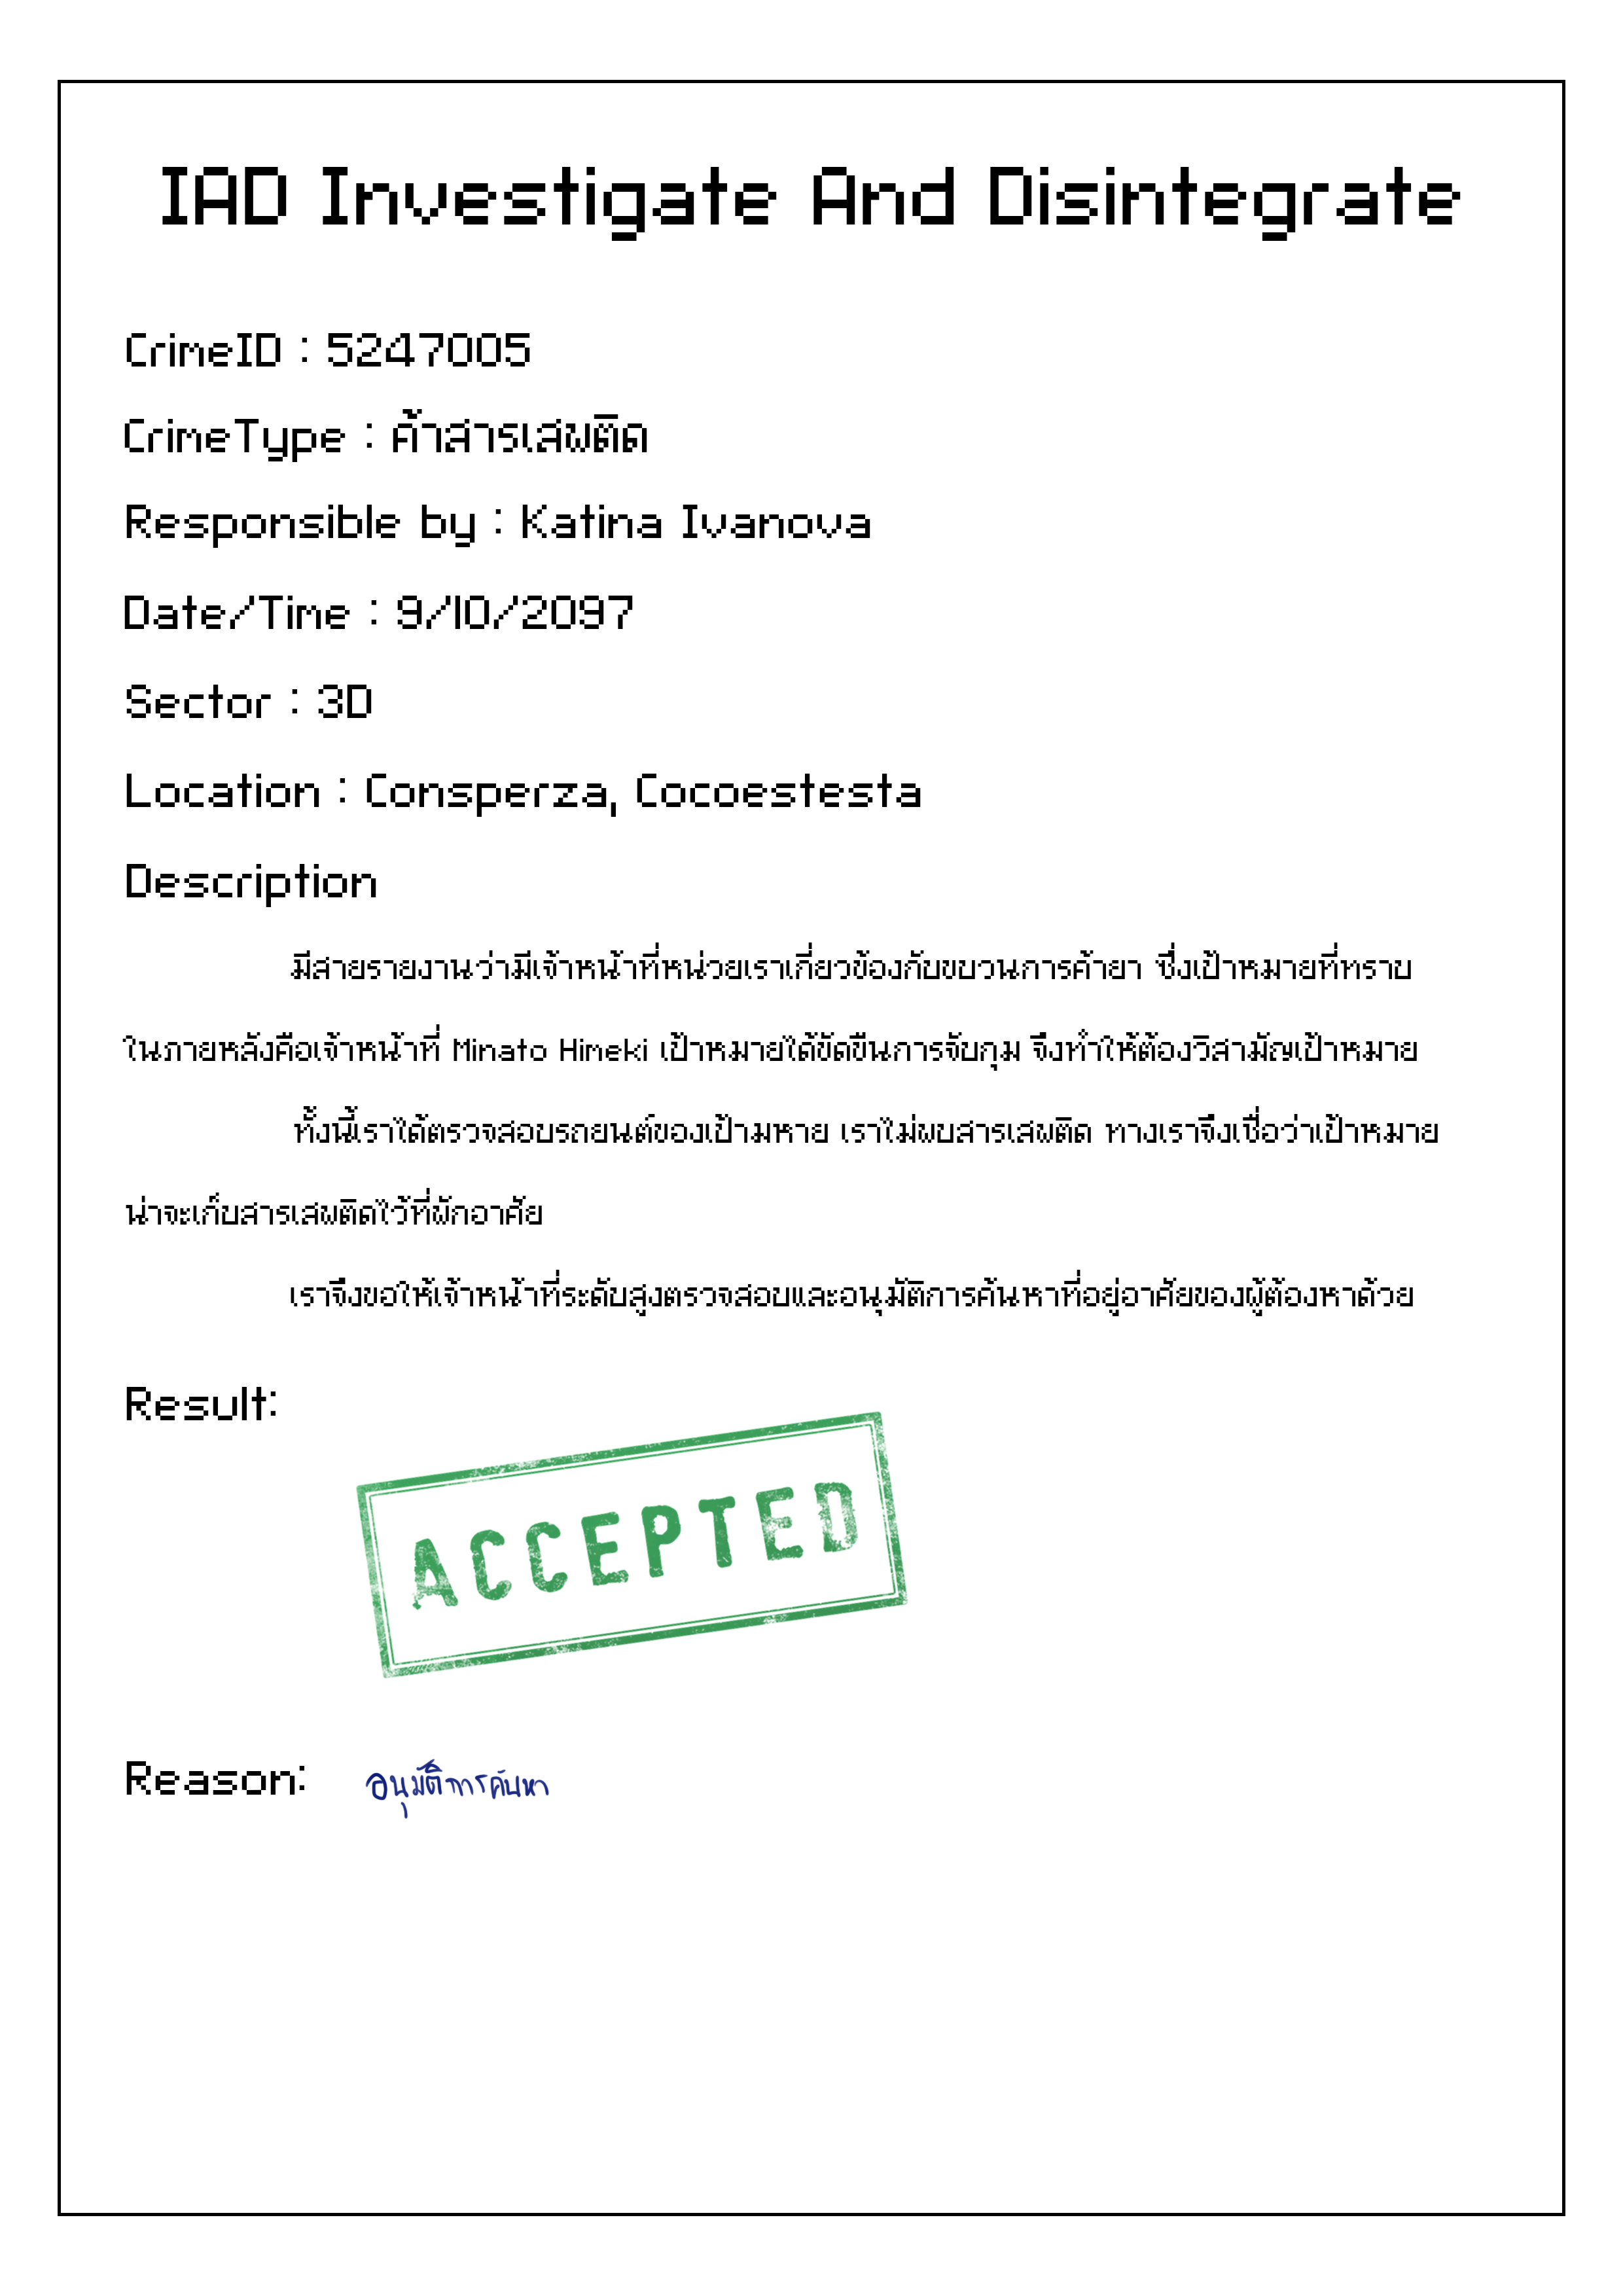 IAD Investigate And Disintegrate
CrimeID : 5247005
CrimeType : ค้าสารเสพติด
Responsible by : Katina Ivanova
Date/Time : 9/10/2097
Sector : 3D
Location : Consperza, Cocoestesta
Description
มีสายรายงานว่ามีเจ้าหน้าที่หน่วยเราเกี่ยวข้องกับขบวนการค้ายา ซึ่งเป้าหมายที่ทราบ
ในภายหลังคือเจ้าหน้าที่ Minato Himeki เป้าหมายได้ขัดขืนการจับกุม จึงทำให้ต้องวิสามัญเป้าหมาย
ทั้งนี้เราได้ตรวจสอบรถยนต์ของเป้ามหาย เราไม่พบสารเสพติด ทางเราจึงเชื่อว่าเป้าหมาย
น่าจะเก็บสารเสพติดไว้ที่พักอาศัย
เราจึงขอให้เจ้าหน้าที่ระดับสูงตรวจสอบและอนุมัติการค้นหาที่อยู่อาศัยของผู้ต้องหาด้วย
Result:
ACCEPTED
Reason: อนุมัติการค้นหา